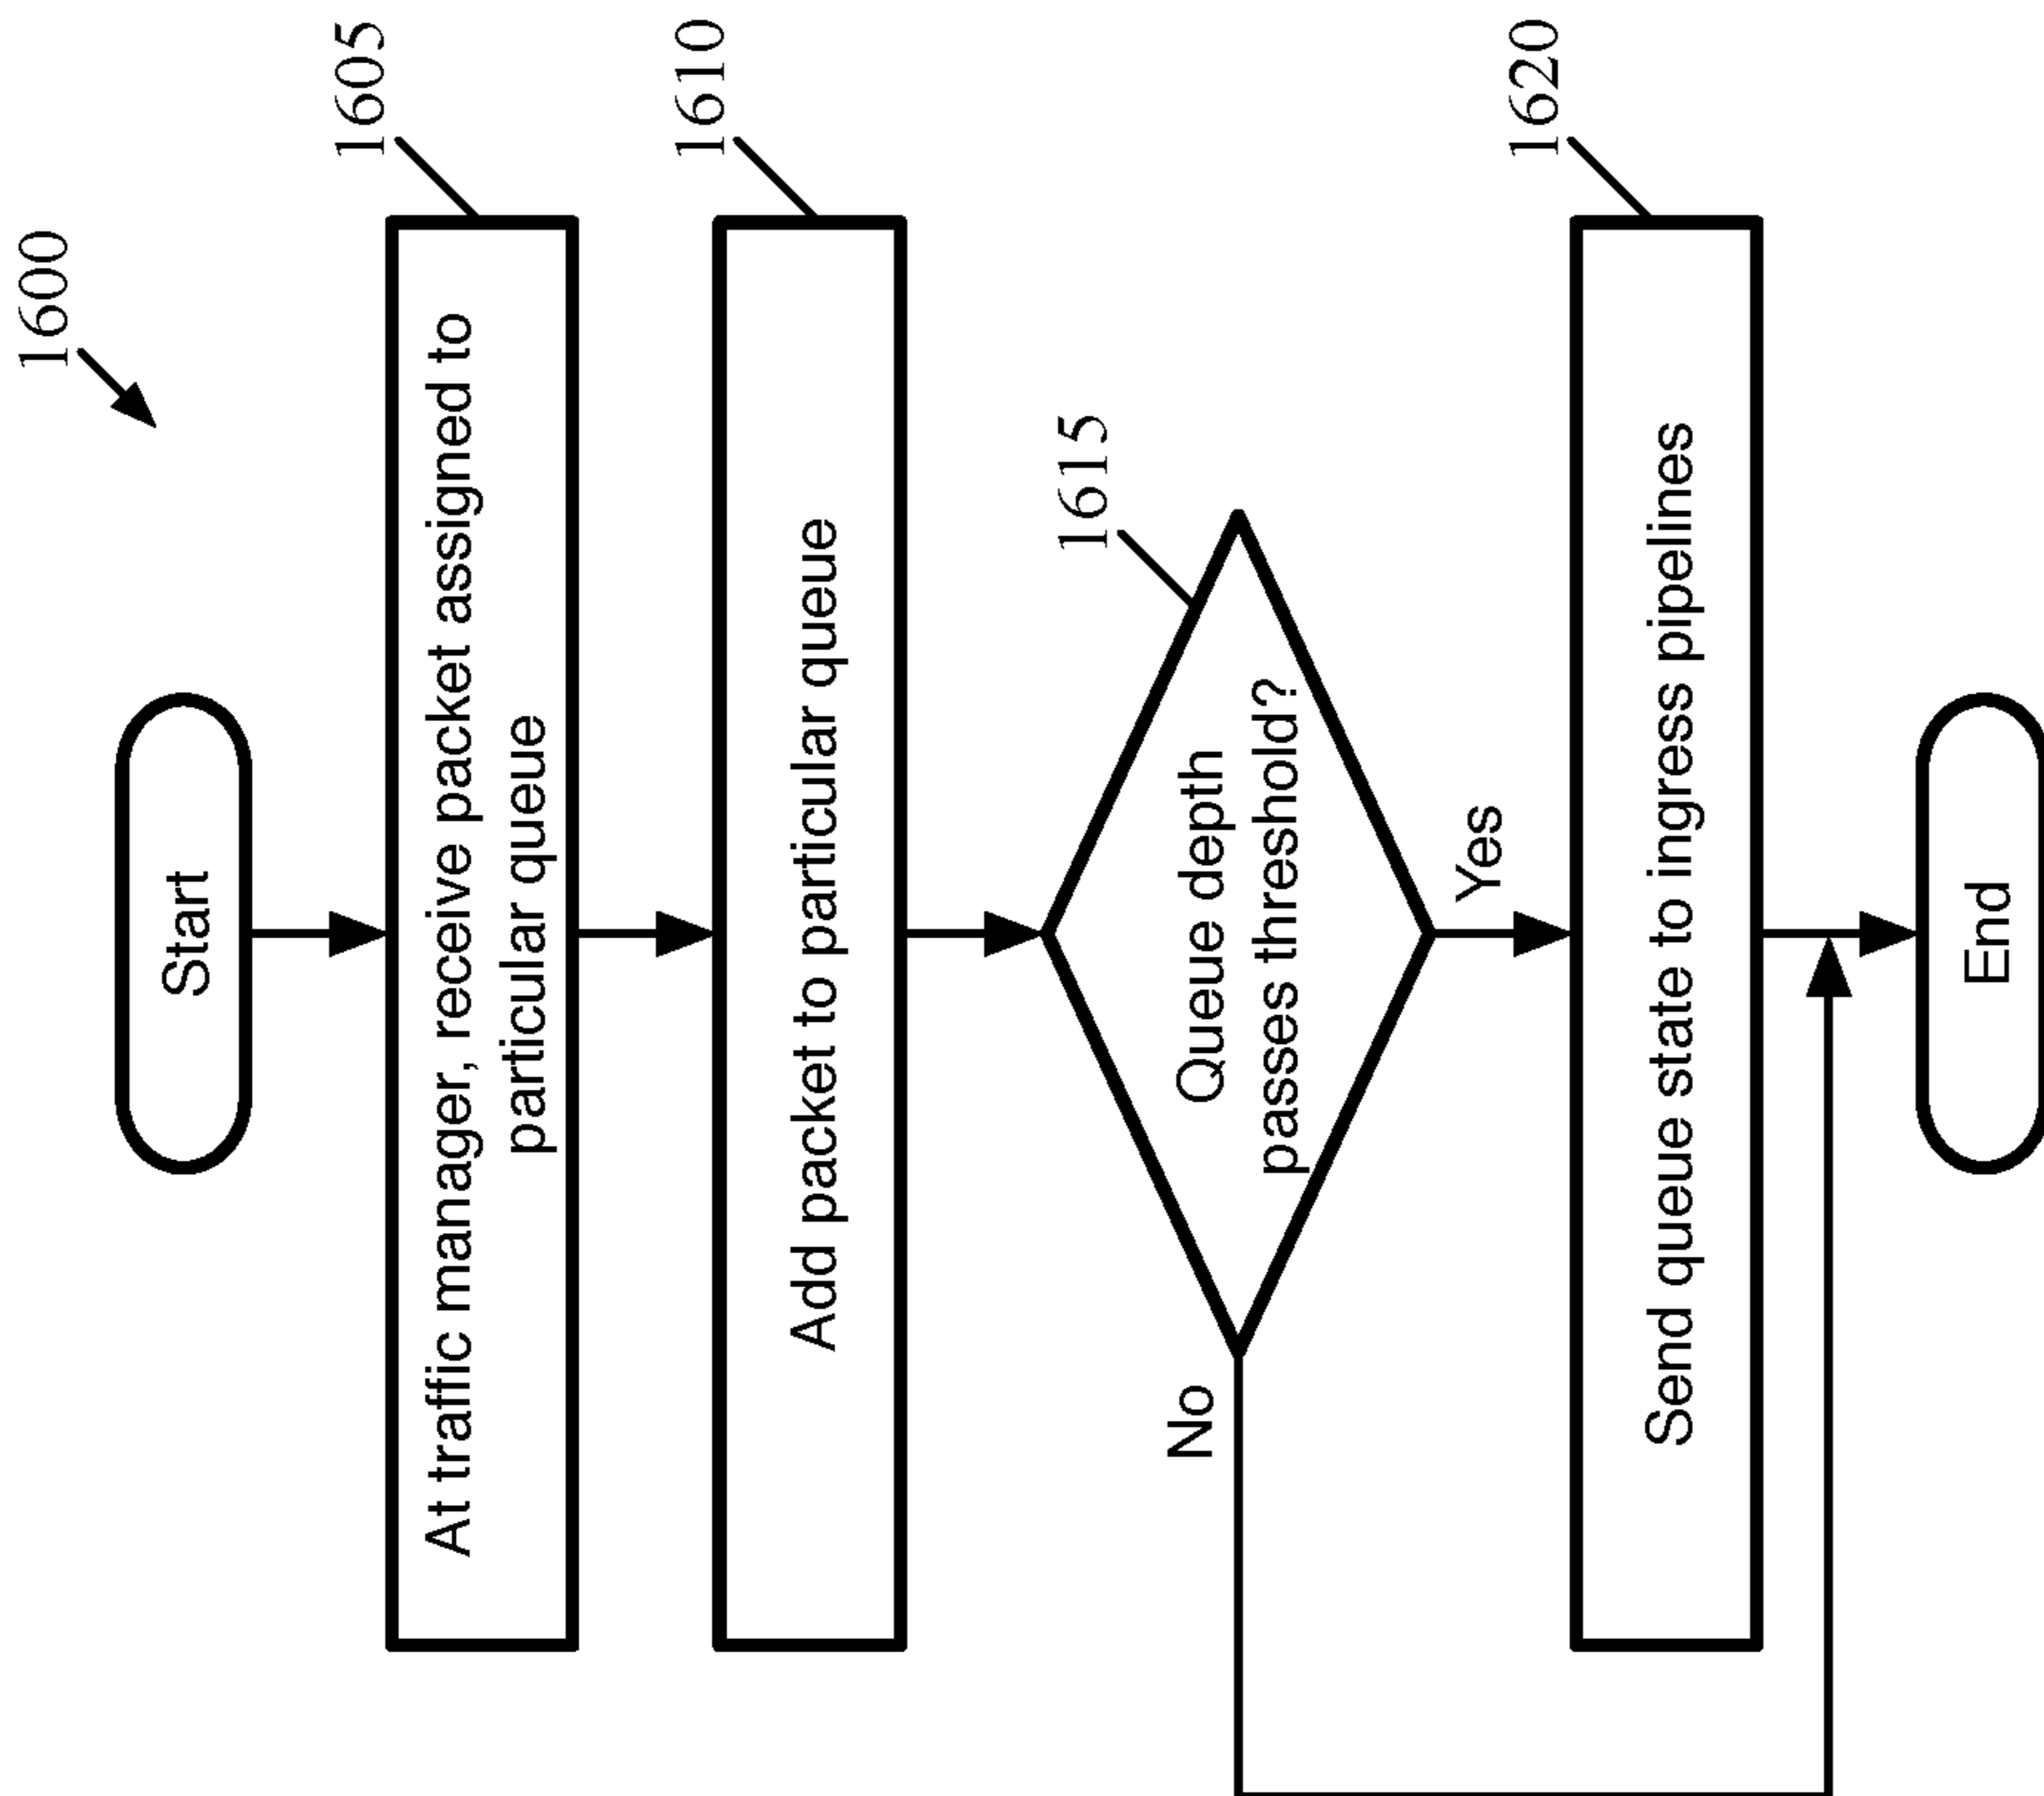 1600
Start
1605
At traffic manager, receive packet assigned to
particular queue
1610
Add packet to particular queue
1615
Queue depth
passes threshold?
No
Yes
1620
Send queue state to ingress pipelines
End